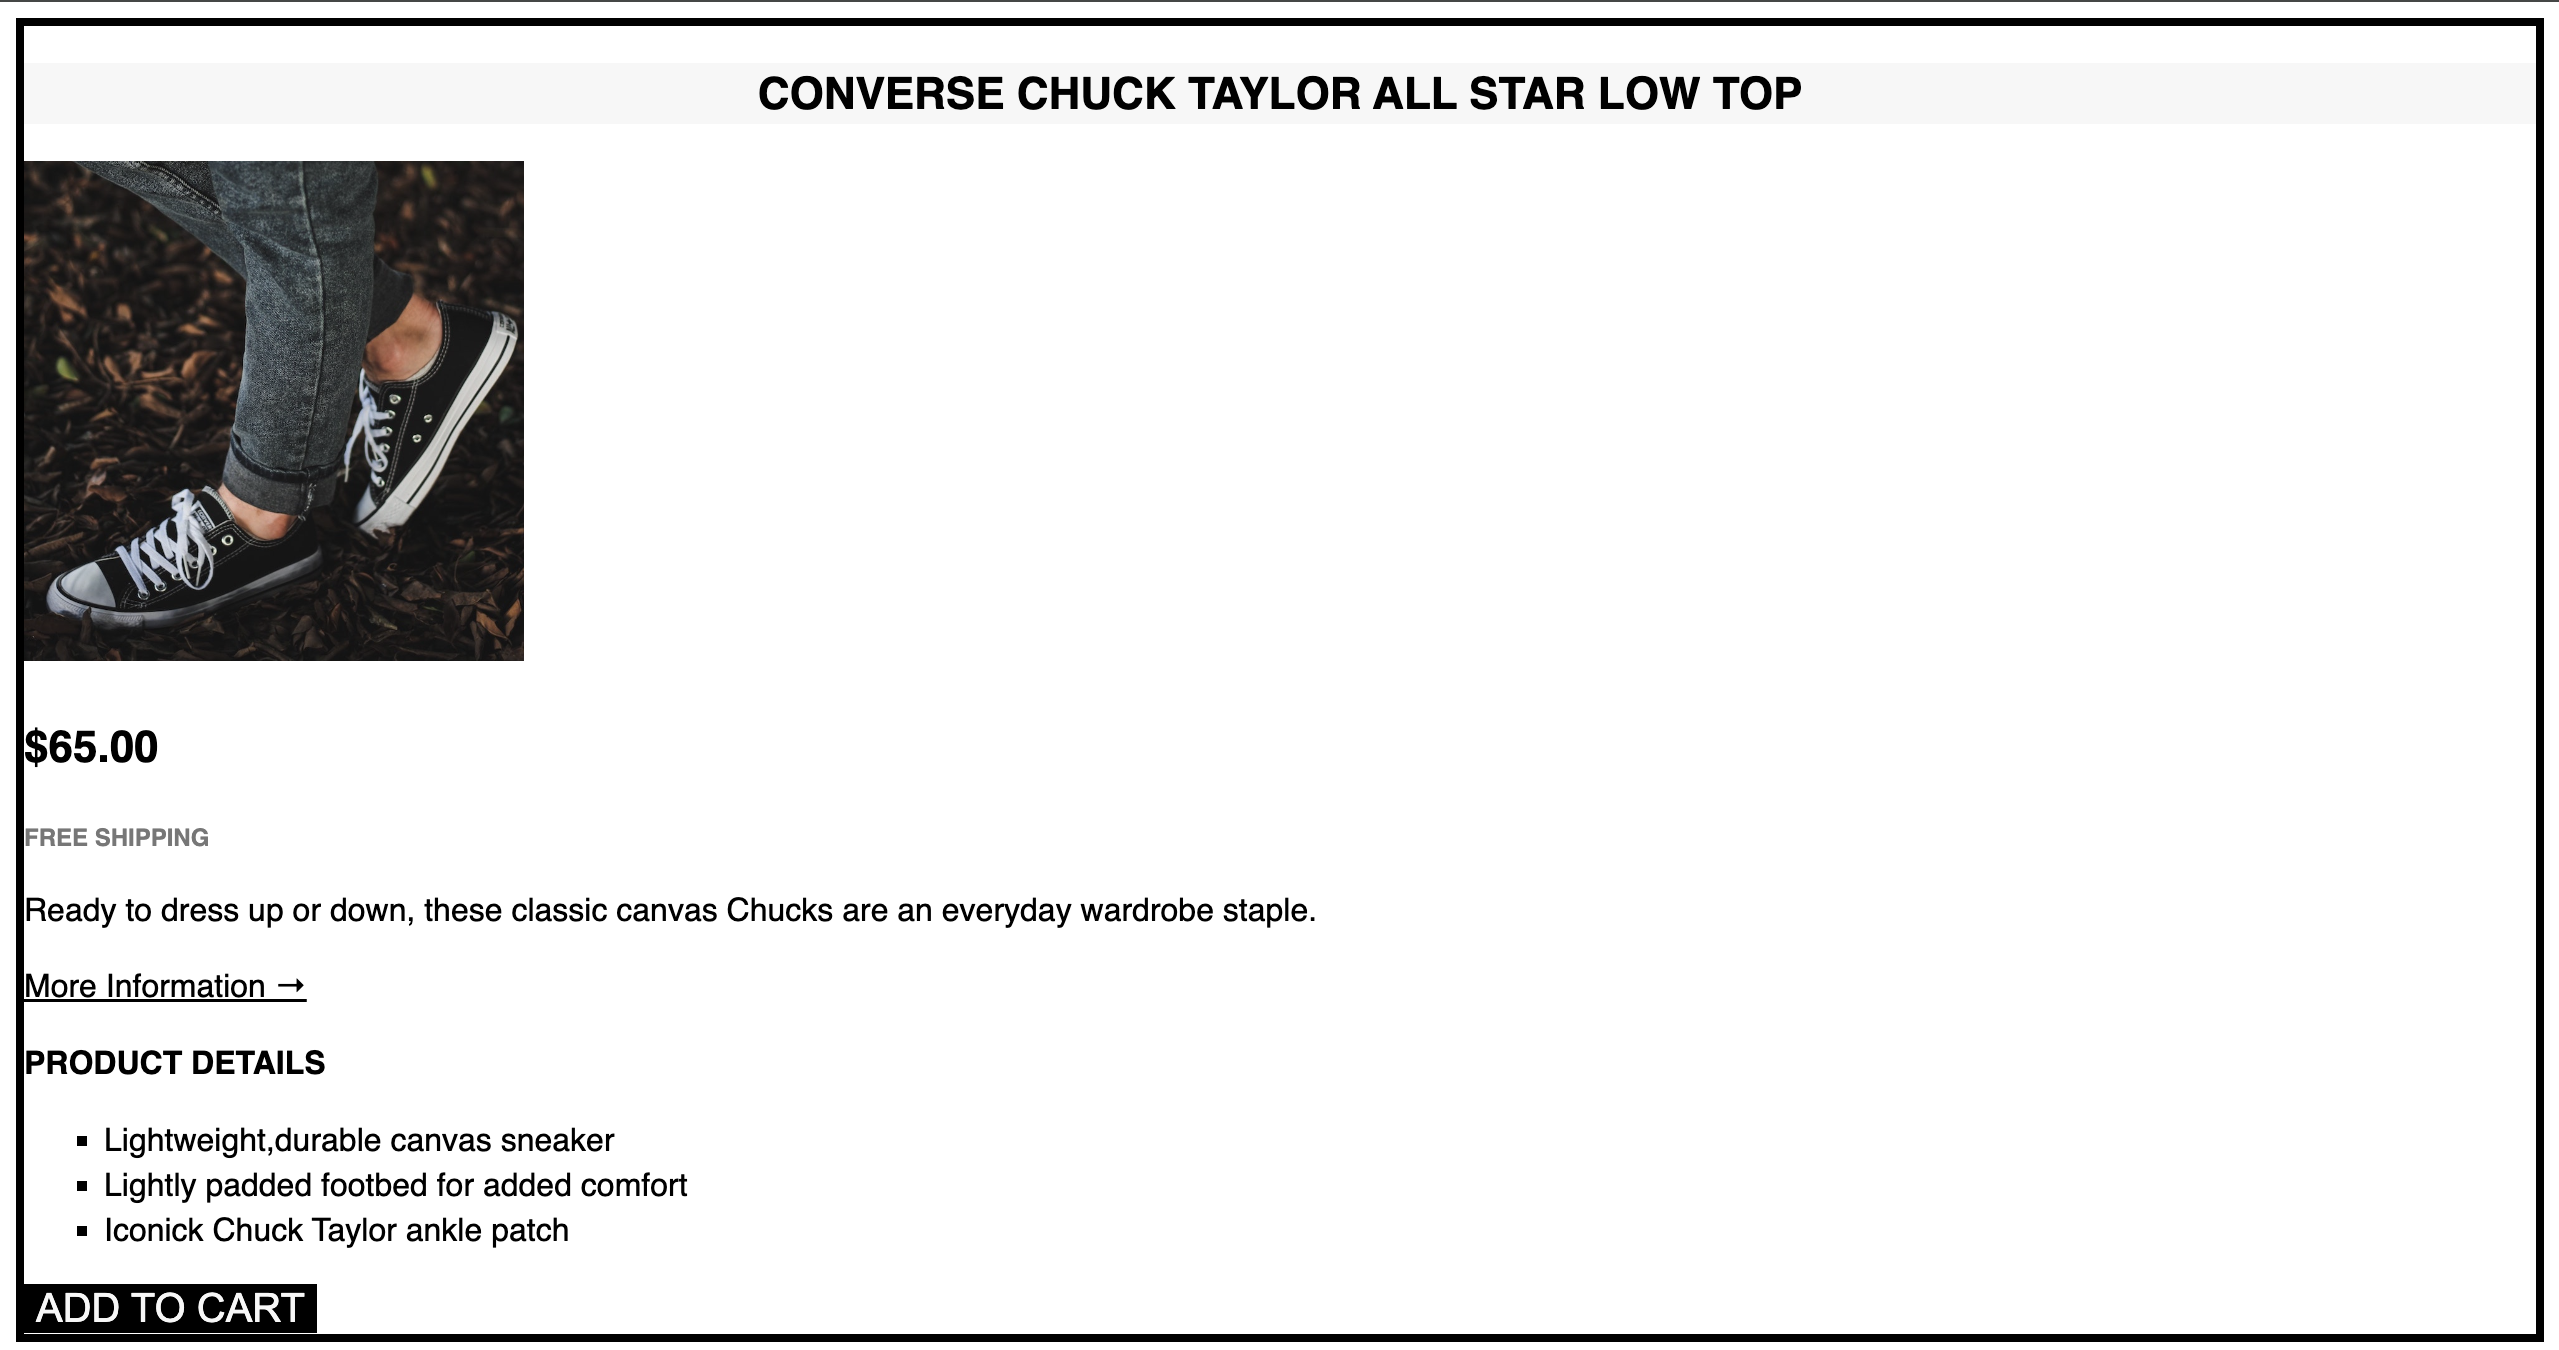 CONVERSE CHUCK TAYLOR ALL STAR LOW TOP
$65.00
FREE SHIPPING
Ready to dress up or down, these classic canvas Chucks are an everyday wardrobe staple.
More Information →
PRODUCT DETAILS
Lightweight,durable canvas sneaker
Lightly padded footbed for added comfort
Iconick Chuck Taylor ankle patch
ADD TO CART